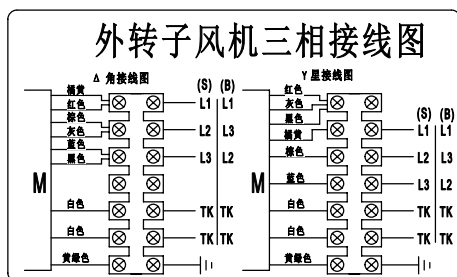 外转子风机三相接线图
Δ 角接线图
(S) (B)
橘黄
红色
L1 L1
棕色
灰色
L2 L3
蓝色
黑色
L3 L2
M
白色
TK TK
白色
TK TK
黄绿色
Y 星接线图
(S) (B)
红色
灰色
黑色
橘黄
L1 L1
棕色
L2 L3
蓝色
L3 L2
M
白色
TK TK
白色
TK TK
黄绿色